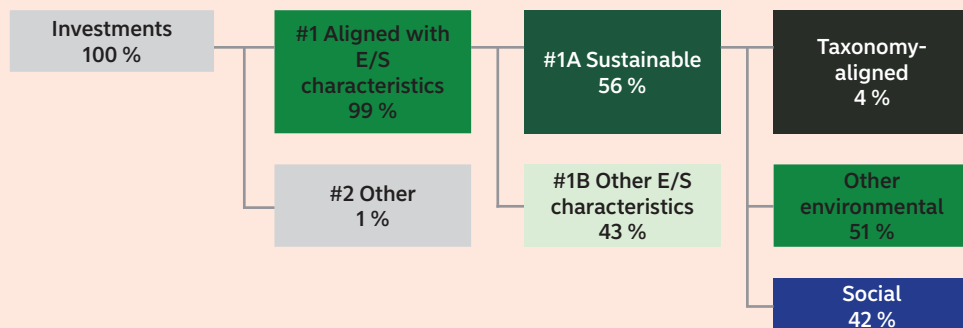 Investments
100 %
#1 Aligned with
E/S
characteristics
99 %
#1A Sustainable
56 %
Taxonomy-
aligned
4 %
#2 Other
1 %
#1B Other E/S
characteristics
43 %
Other
environmental
51 %
Social
42 %